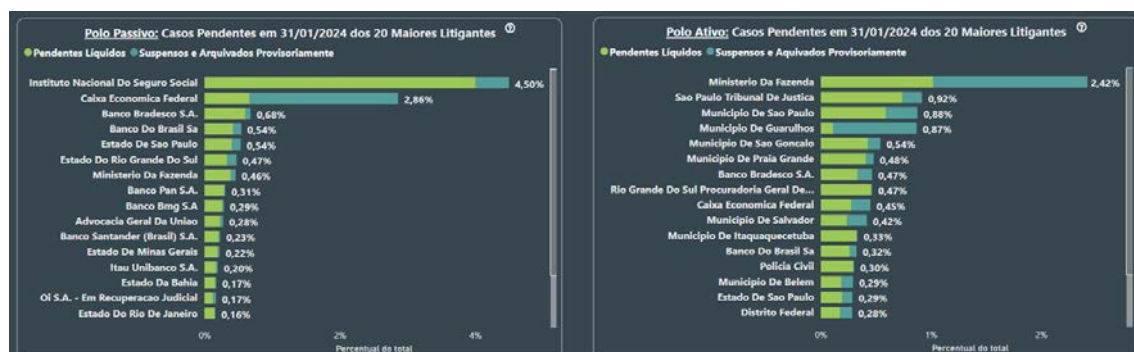 Polo Passivo: Casos Pendentes em 31/01/2024 dos 20 Maiores Litigantes
Pendentes Líquidos Suspensos e Arquivados Provisoriamente
Instituto Nacional Do Seguro Social 4,50%
Caixa Economica Federal 2,86%
Banco Bradesco S.A. 0,68%
Banco Do Brasil Sa 0,54%
Estado De Sao Paulo 0,54%
Estado Do Rio Grande Do Sul 0,47%
Ministerio Da Fazenda 0,46%
Banco Pan S.A. 0,31%
Banco Bmg S.A 0,29%
Advocacia Geral Da Uniao 0,28%
Banco Santander (Brasil) S.A. 0,23%
Estado De Minas Gerais 0,22%
Itau Unibanco S.A. 0,20%
Estado Da Bahia 0,17%
Oi S.A. - Em Recuperacao Judicial 0,17%
Estado Do Rio De Janeiro 0,16%
0% 2% 4%
Percentual do total
Polo Ativo: Casos Pendentes em 31/01/2024 dos 20 Maiores Litigantes
Pendentes Líquidos Suspensos e Aquivados Provisoriamente
Ministerio Da Fazenda 2,42%
Sao Paulo Tribunal De Justica 0,92%
Municipio De Sao Paulo 0,88%
Municipio De Guarulhos 0,87%
Municipio De Sao Goncalo 0,54%
Municipio De Praia Grande 0,48%
Banco Bradesco S.A. 0,47%
Rio Grande Do Sul Procuradoria Geral De... 0,47%
Caixa Economica Federal 0,45%
Municipio De Salvador 0,42%
Municipio De Itaquaquecetuba 0,33%
Banco Do Brasil Sa 0,32%
Policia Civil 0,30%
Municipio De Belem 0,29%
Estado De Sao Paulo 0,29%
Distrito Federal 0,28%
0% 1% 2%
Percentual do total